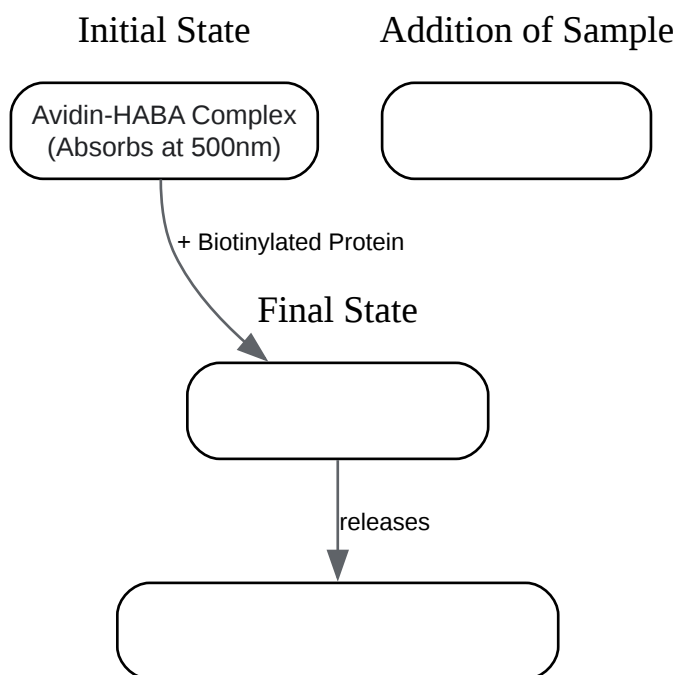 Initial State
Addition of Sample
Avidin-HABA Complex
(Absorbs at 500nm)
+ Biotinylated Protein
Final State
releases